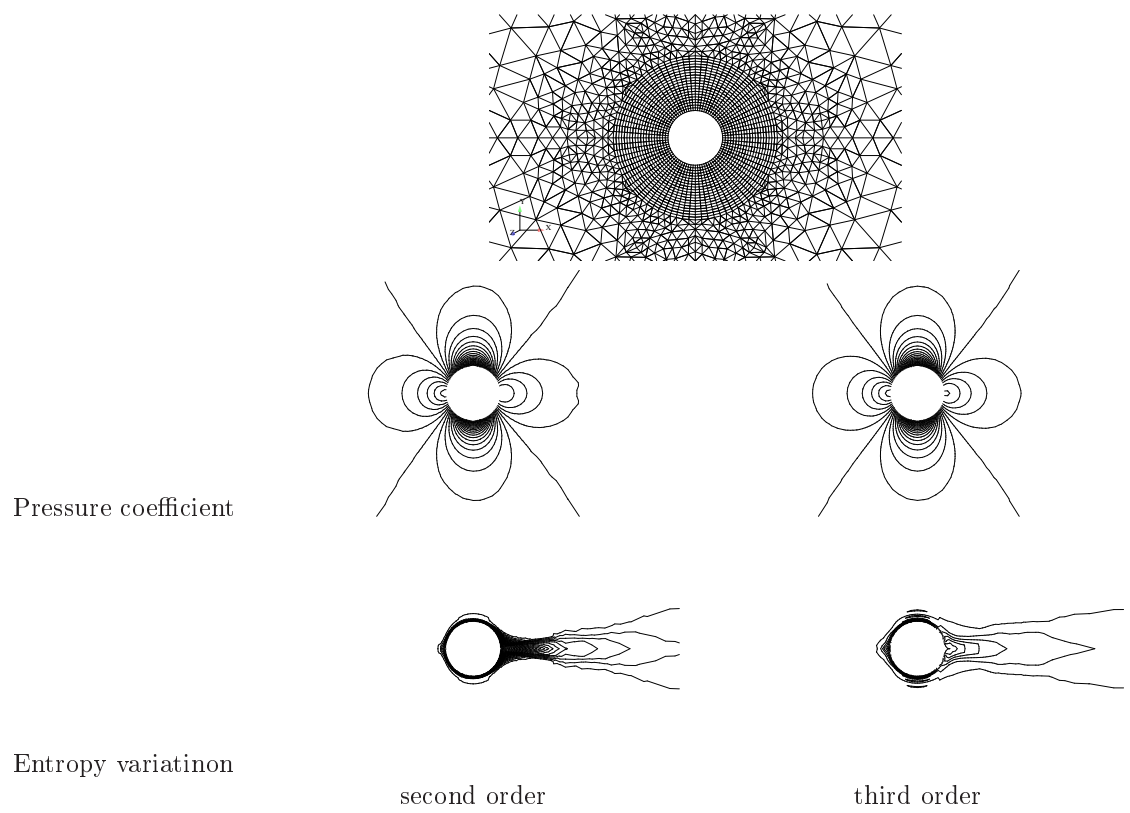 Y
Z X
Pressure coefficient
Entropy variatinon
second order
third order